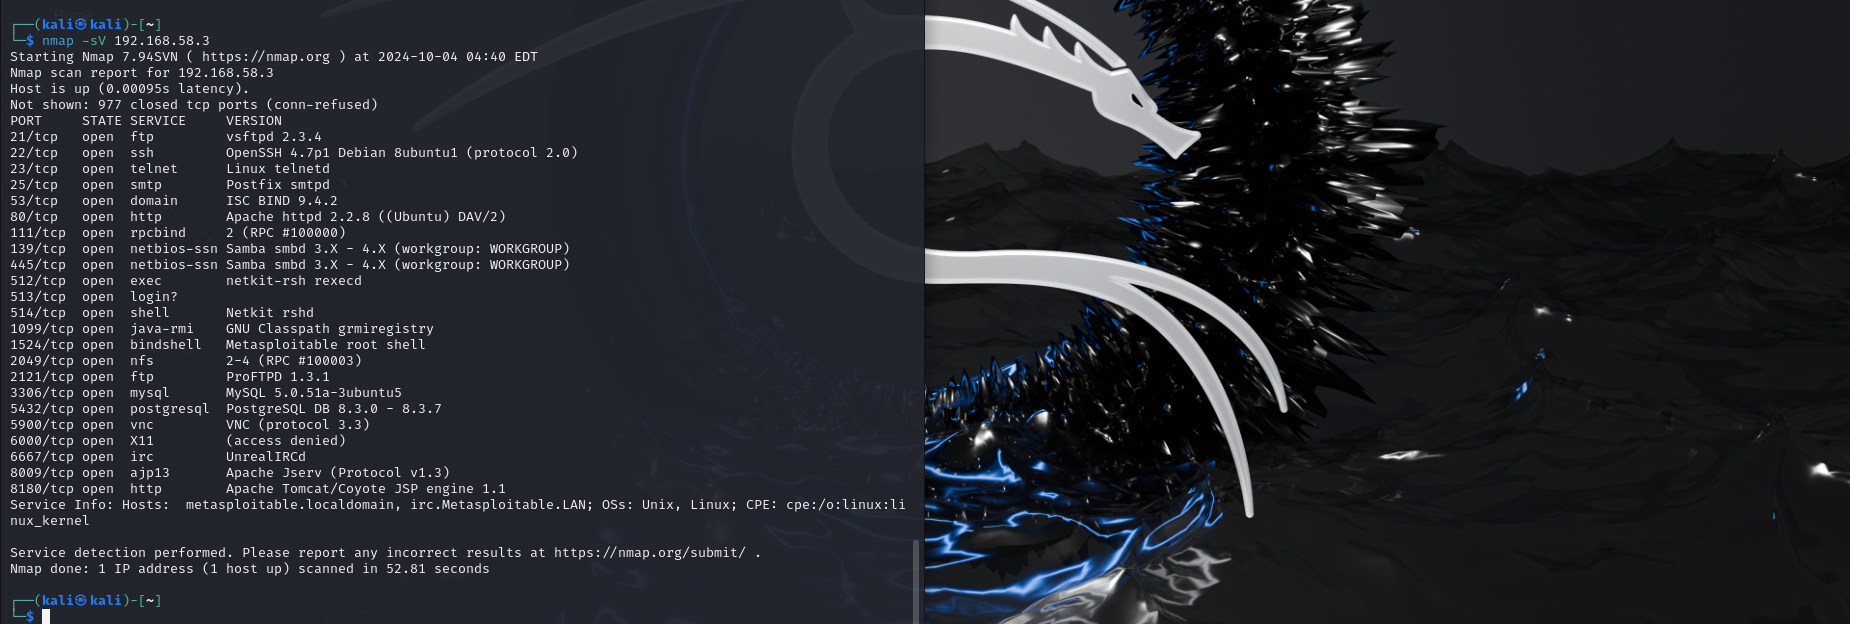 ┌──(kali㉿kali)-[~]
└─$ nmap -sV 192.168.58.3
Starting Nmap 7.94SVN ( https://nmap.org ) at 2024-10-04 04:40 EDT
Nmap scan report for 192.168.58.3
Host is up (0.00095s latency).
Not shown: 977 closed tcp ports (conn-refused)
PORT     STATE SERVICE     VERSION
21/tcp   open  ftp         vsftpd 2.3.4
22/tcp   open  ssh         OpenSSH 4.7p1 Debian 8ubuntu1 (protocol 2.0)
23/tcp   open  telnet      Linux telnetd
25/tcp   open  smtp        Postfix smtpd
53/tcp   open  domain      ISC BIND 9.4.2
80/tcp   open  http        Apache httpd 2.2.8 ((Ubuntu) DAV/2)
111/tcp  open  rpcbind     2 (RPC #100000)
139/tcp  open  netbios-ssn Samba smbd 3.X - 4.X (workgroup: WORKGROUP)
445/tcp  open  netbios-ssn Samba smbd 3.X - 4.X (workgroup: WORKGROUP)
512/tcp  open  exec        netkit-rsh rexecd
513/tcp  open  login?
514/tcp  open  shell       Netkit rshd
1099/tcp open  java-rmi    GNU Classpath grmiregistry
1524/tcp open  bindshell   Metasploitable root shell
2049/tcp open  nfs         2-4 (RPC #100003)
2121/tcp open  ftp         ProFTPD 1.3.1
3306/tcp open  mysql       MySQL 5.0.51a-3ubuntu5
5432/tcp open  postgresql  PostgreSQL DB 8.3.0 - 8.3.7
5900/tcp open  vnc         VNC (protocol 3.3)
6000/tcp open  X11         (access denied)
6667/tcp open  irc         UnrealIRCd
8009/tcp open  ajp13       Apache Jserv (Protocol v1.3)
8180/tcp open  http        Apache Tomcat/Coyote JSP engine 1.1
Service Info: Hosts:  metasploitable.localdomain, irc.Metasploitable.LAN; OSs: Unix, Linux; CPE: cpe:/o:linux:li
nux_kernel

Service detection performed. Please report any incorrect results at https://nmap.org/submit/ .
Nmap done: 1 IP address (1 host up) scanned in 52.81 seconds

┌──(kali㉿kali)-[~]
└─$